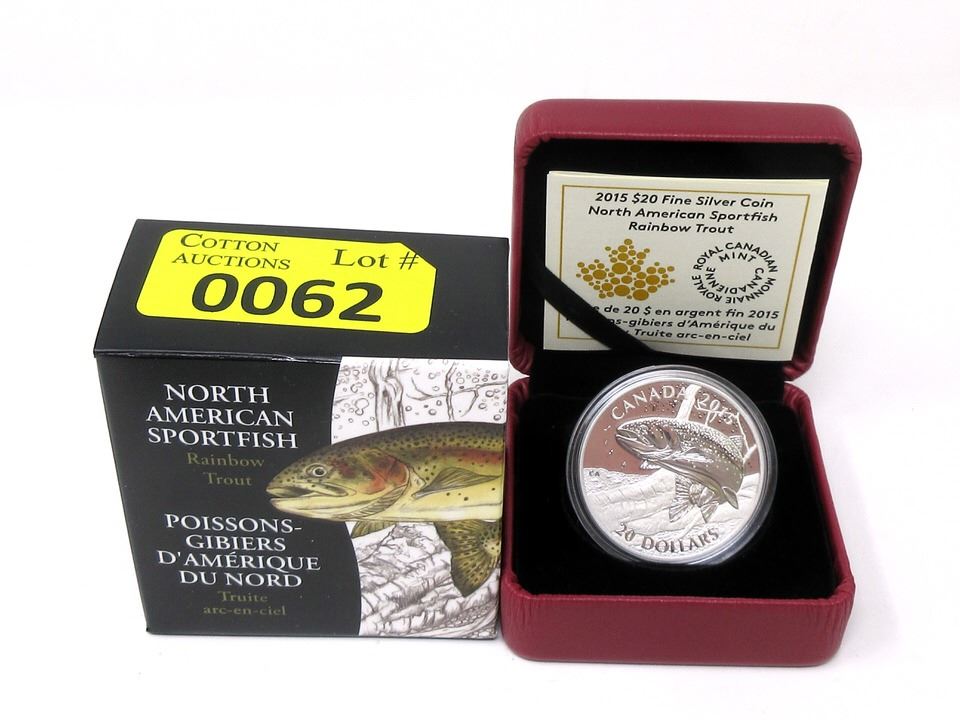 COTTON
AUCTIONS
Lot #
0062
NORTH
AMERICAN
SPORTFISH
Rainbow
Trout
POISSONS-
GIBIERS
D'AMÉRIQUE
DU NORD
Truite
arc-en-ciel
2015 $20 Fine Silver Coin
North American Sportfish
Rainbow Trout
ROYAL CANADIAN MINT
MONNAIE ROYALE CANADIENNE
de 20 $ en argent fin 2015
-gibiers d'Amérique du
Truite arc-en-ciel
CANADA 2015
CA
20 DOLLARS